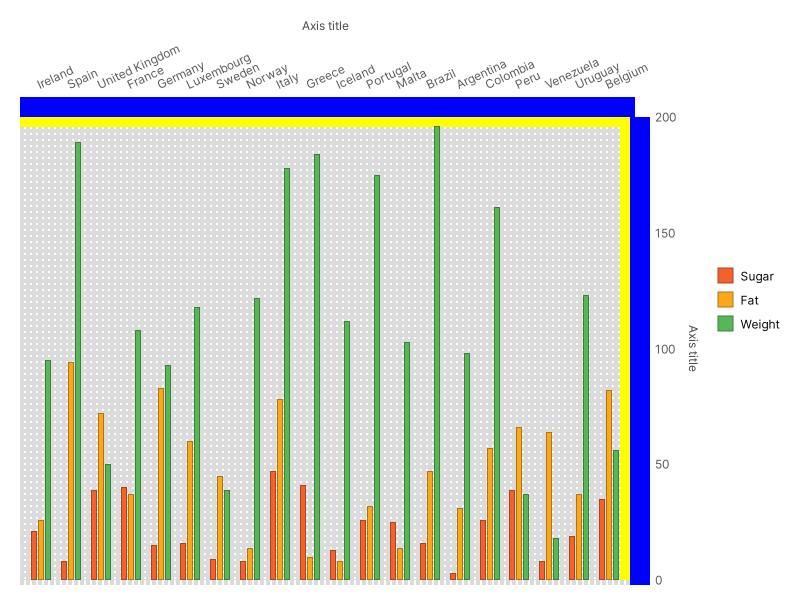 Axis title
Ireland
Spain
United Kingdom
France
Germany
Luxembourg
Sweden
Norway
Italy
Greece
Iceland
Portugal
Malta
Brazil
Argentina
Colombia
Peru
Venezuela
Uruguay
Belgium
200
150
100
50
0
Axis title
Sugar
Fat
Weight